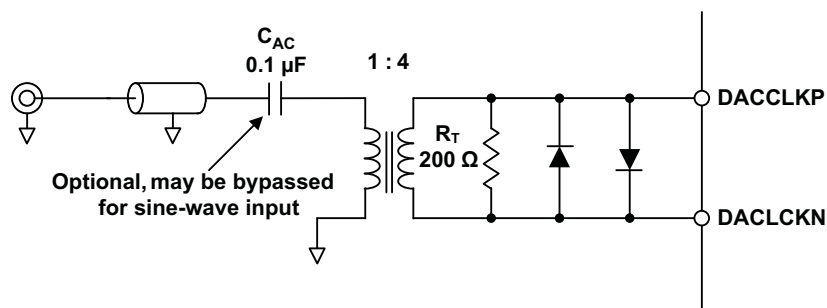 C_AC
0.1 µF
1 : 4
DACCLKP
R_T
200 Ω
Optional, may be bypassed
for sine-wave input
DACLCKN